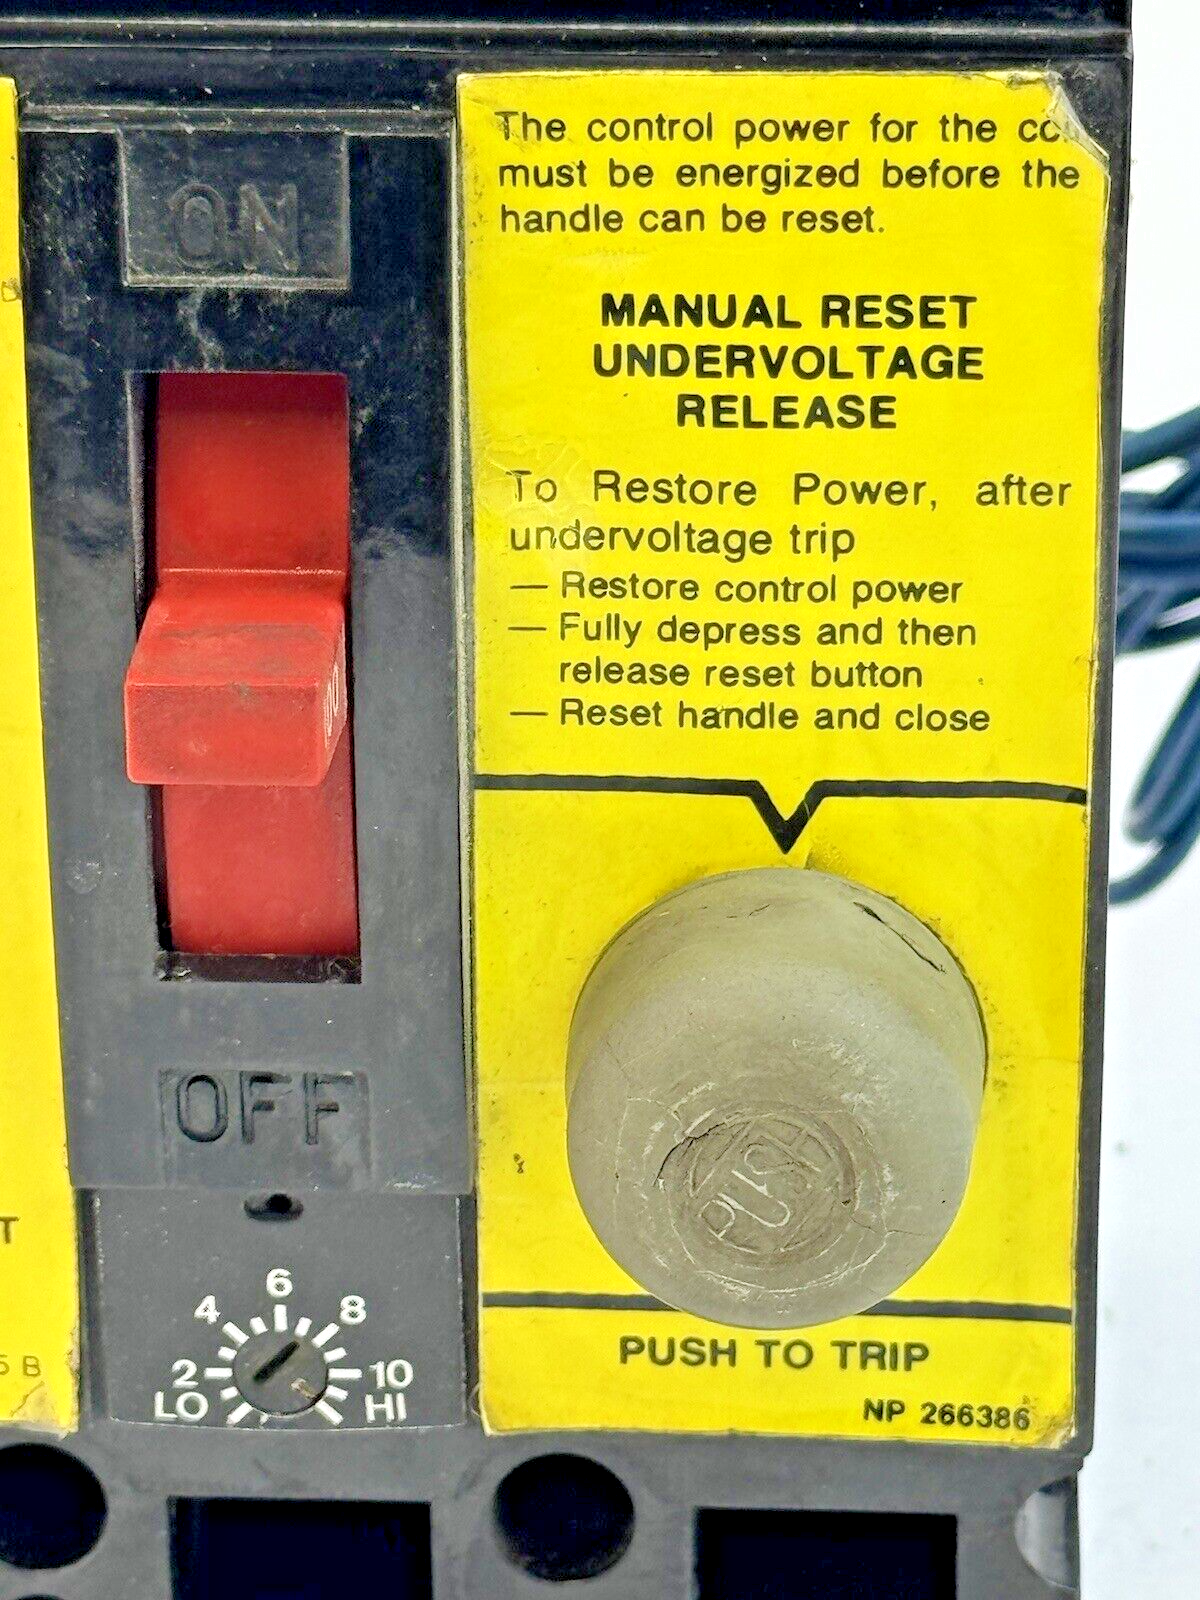 ON
The control power for the
must be energized before the
handle can be reset.
MANUAL RESET
UNDERVOLTAGE
RELEASE
To Restore Power, after
undervoltage trip
— Restore control power
— Fully depress and then
release reset button
— Reset handle and close
OFF
PUSH
6
4 8
2 10
LO HI
PUSH TO TRIP
NP 266386
T
5 B